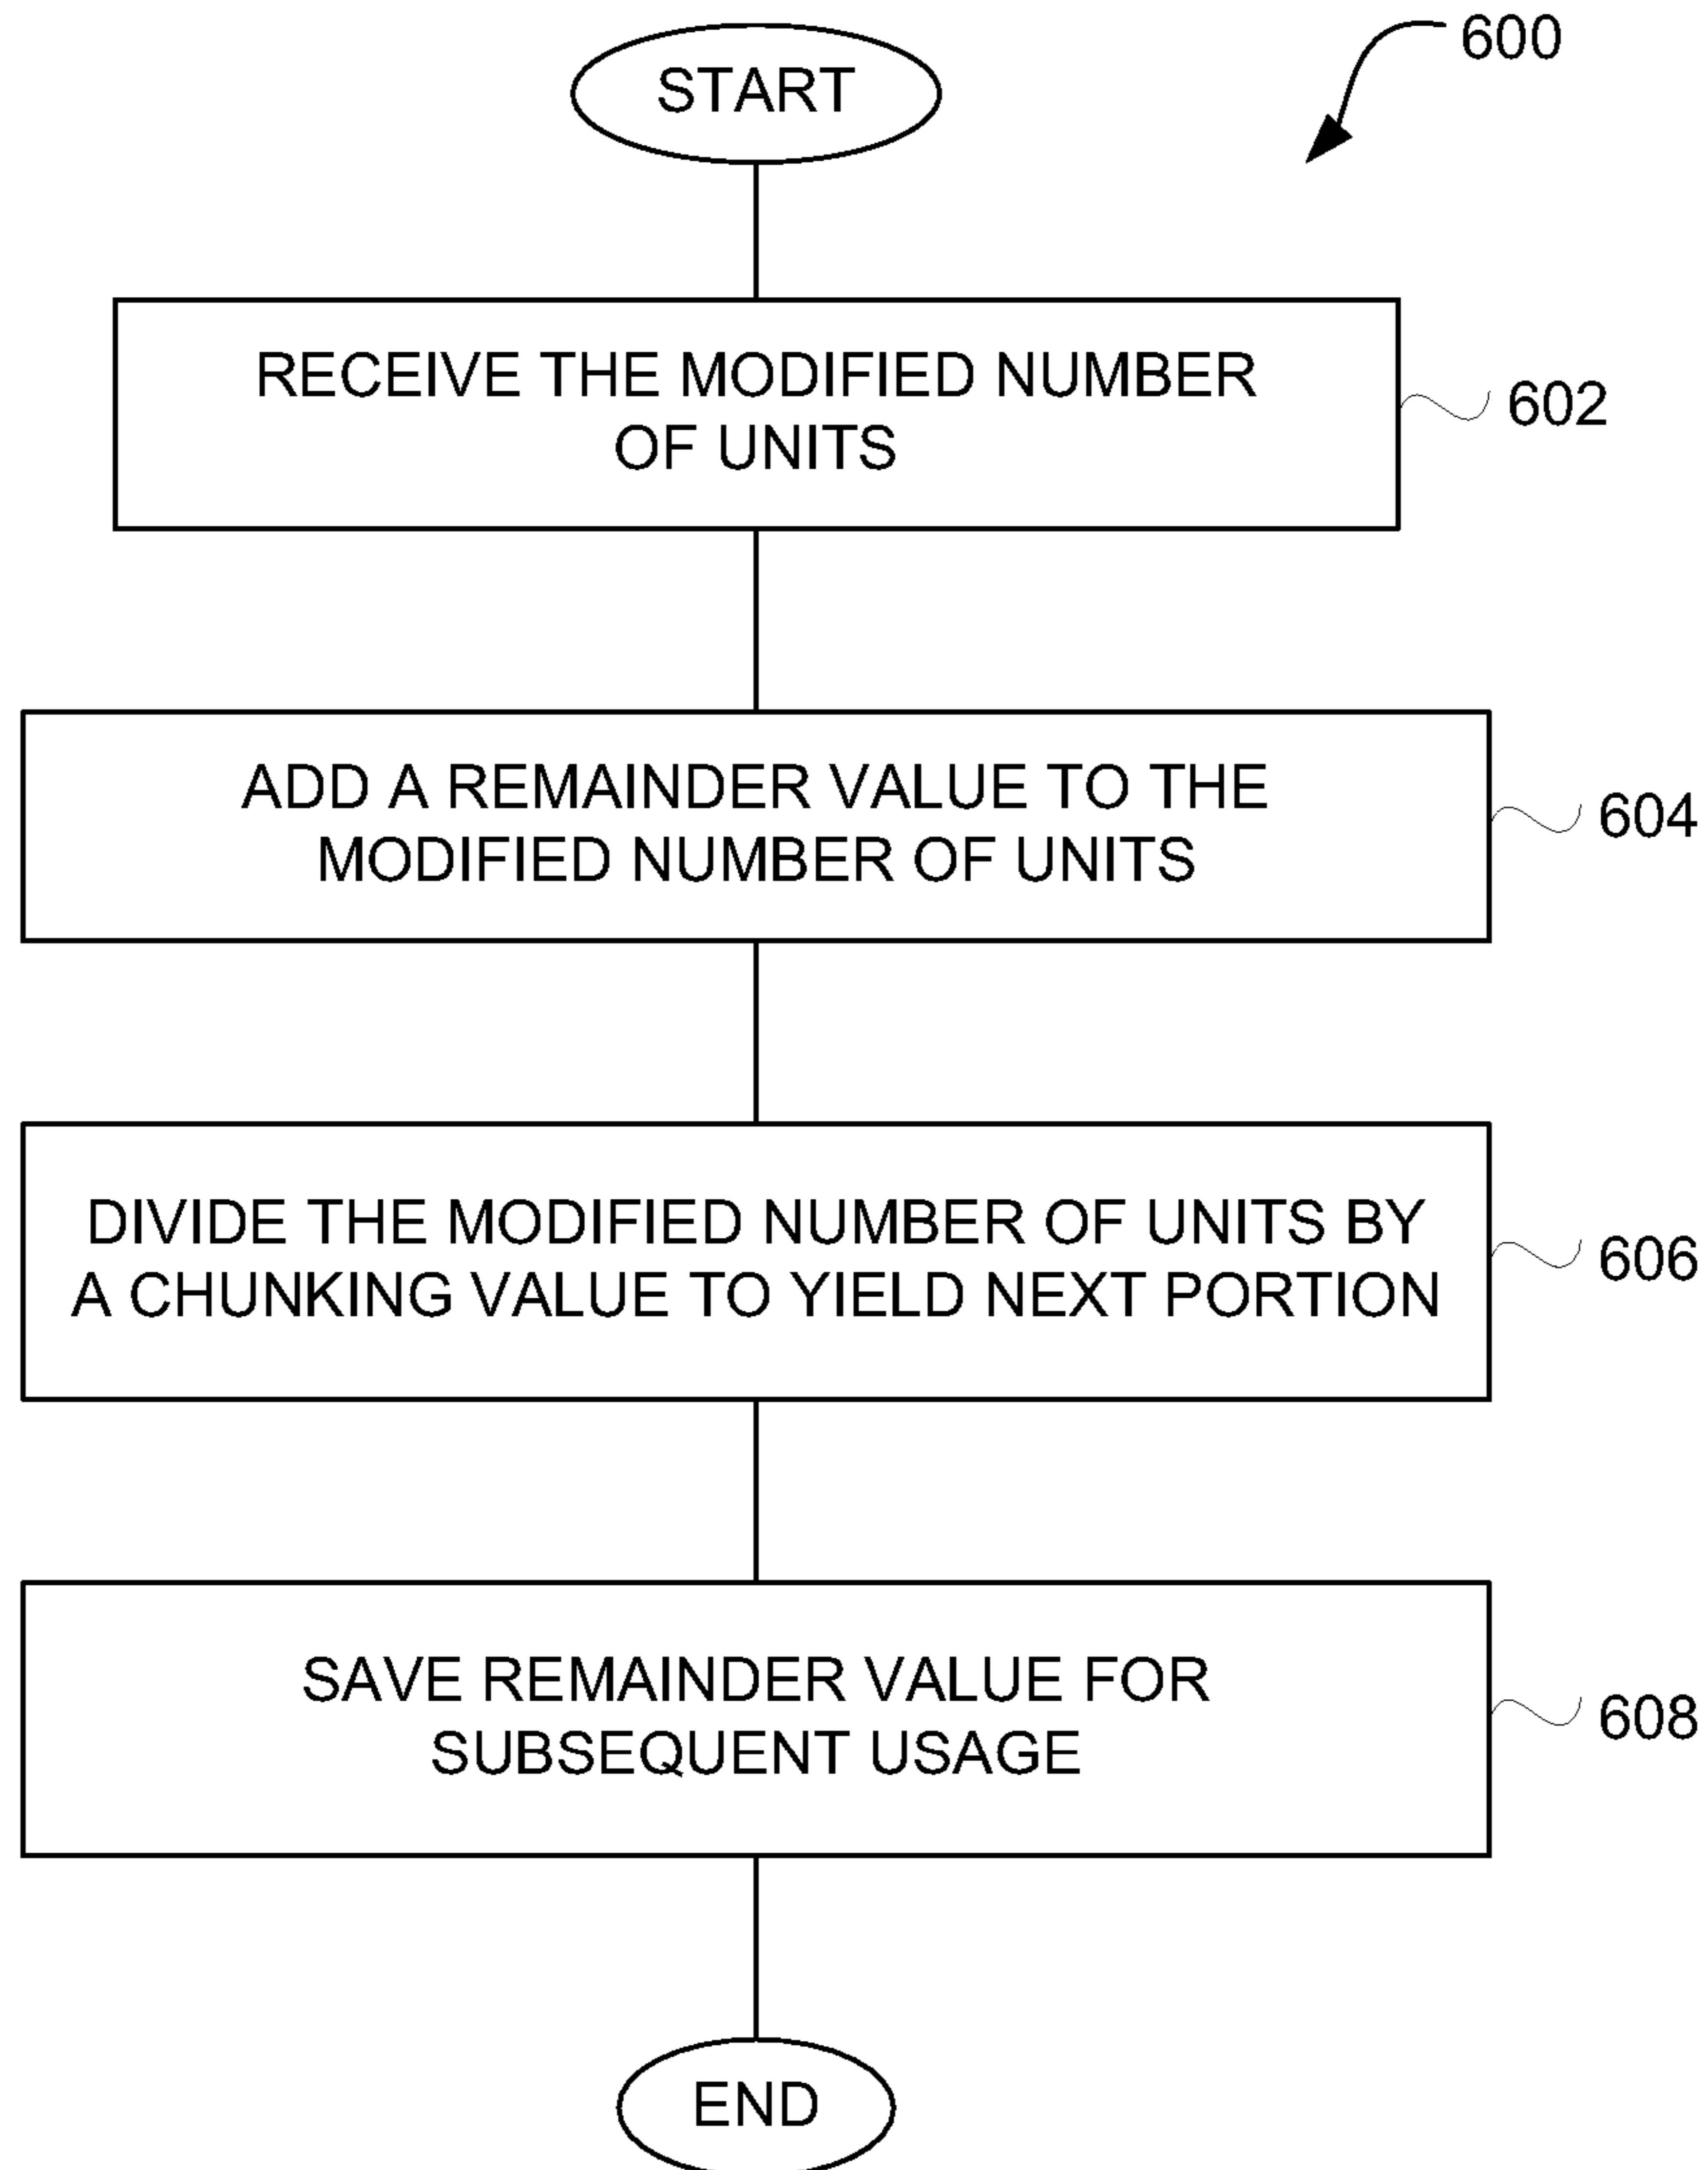 600
START
RECEIVE THE MODIFIED NUMBER
OF UNITS
602
ADD A REMAINDER VALUE TO THE
MODIFIED NUMBER OF UNITS
604
DIVIDE THE MODIFIED NUMBER OF UNITS BY
A CHUNKING VALUE TO YIELD NEXT PORTION
606
SAVE REMAINDER VALUE FOR
SUBSEQUENT USAGE
608
END